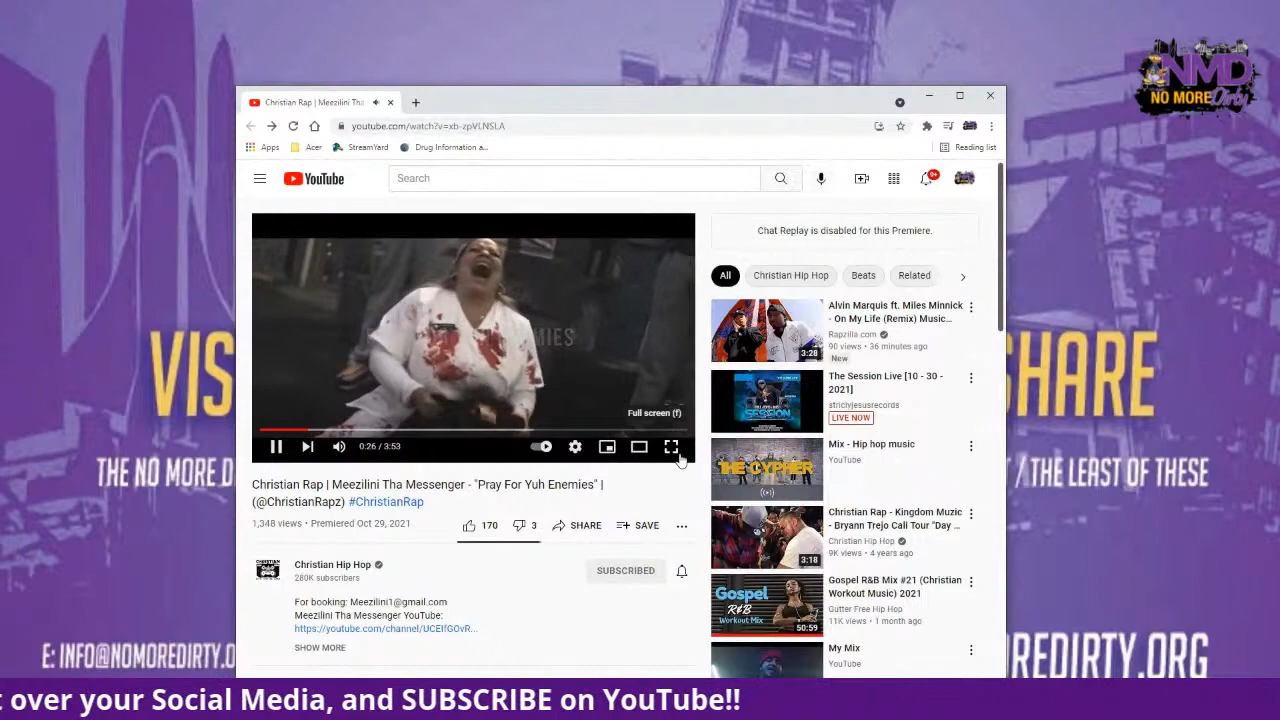 NMD
NO MORE Dirty
Christian Rap | Meezilini Tha
youtube.com/watch?v=xb-zpVLNSLA
Apps
Acer
StreamYard
Drug Information a...
Reading list
YouTube
Search
9+
Chat Replay is disabled for this Premiere.
All
Christian Hip Hop
Beats
Related
Alvin Marquis ft. Miles Minnick
- On My Life (Remix) Music...
Rapzilla.com
90 views • 36 minutes ago
New
3:28
The Session Live [10 - 30 -
2021]
strictlyjesusrecords
LIVE NOW
SESSION
Mix - Hip hop music
YouTube
THE CYPHER
Christian Rap - Kingdom Muzic
- Bryann Trejo Cali Tour "Day ...
Christian Hip Hop
9K views • 4 years ago
3:18
Gospel R&B Mix #21 (Christian
Workout Music) 2021
Gutter Free Hip Hop
11K views • 1 month ago
Gospel
R&B
Workout Mix
50:59
My Mix
YouTube
MIES
Full screen (f)
0:26 / 3:53
Christian Rap | Meezilini Tha Messenger - "Pray For Yuh Enemies" |
(@ChristianRapz) #ChristianRap
1,348 views • Premiered Oct 29, 2021
170
3
SHARE
SAVE
Christian Hip Hop
280K subscribers
SUBSCRIBED
For booking: Meezilini1@gmail.com
Meezilini Tha Messenger YouTube:
https://youtube.com/channel/UCEIfGOvR...
SHOW MORE
VIS
SHARE
THE NO MORE D
/ THE LEAST OF THESE
E: INFO@NOMOREDIRTY.O
REDIRTY.ORG
t over your Social Media, and SUBSCRIBE on YouTube!!